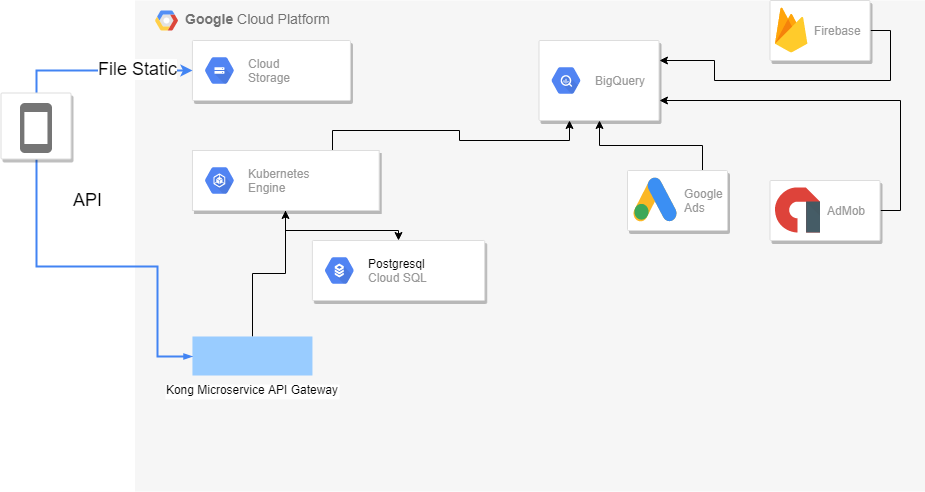 Google Cloud Platform
File Static
Cloud
Storage
BigQuery
Firebase
API
Kubernetes
Engine
Google
Ads
AdMob
Postgresql
Cloud SQL
Kong Microservice API Gateway